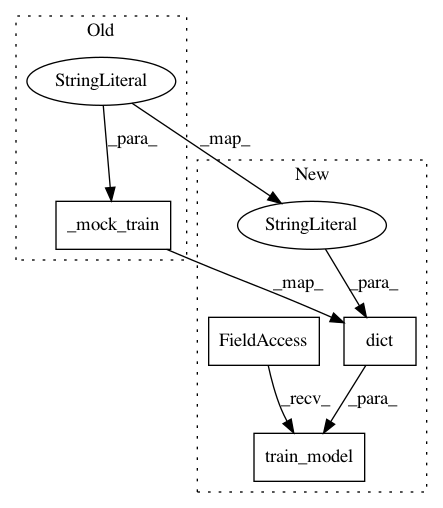 Old
StringLiteral
_para_
_map_
New
_mock_train
StringLiteral
_map_
_para_
FieldAccess
dict
_recv_
_para_
train_model